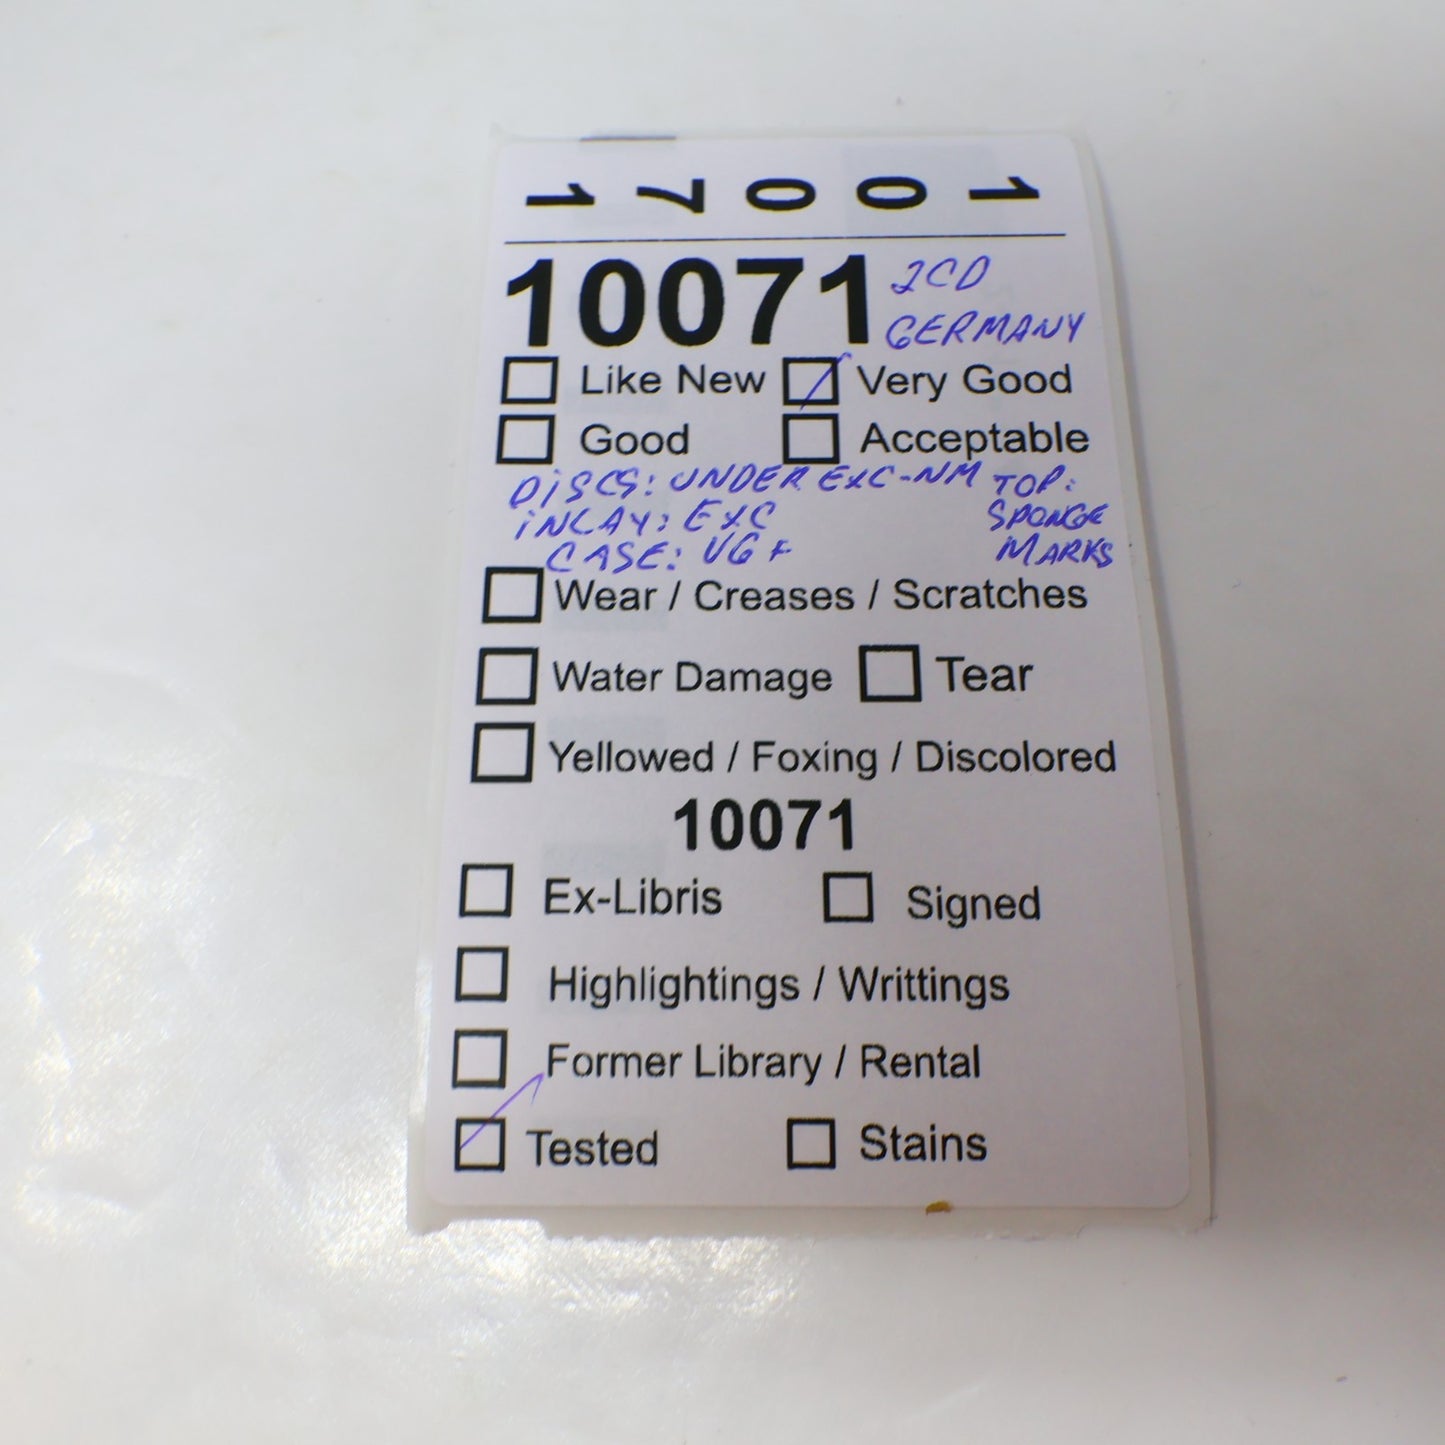 10071
10071 2CD
GERMANY
Like New Very Good
Good Acceptable
DISCS: UNDER EXC-NM TOP:
INLAY: EXC SPONGE
CASE: VG+ MARKS
Wear / Creases / Scratches
Water Damage Tear
Yellowed / Foxing / Discolored
10071
Ex-Libris Signed
Highlightings / Writtings
Former Library / Rental
Tested Stains